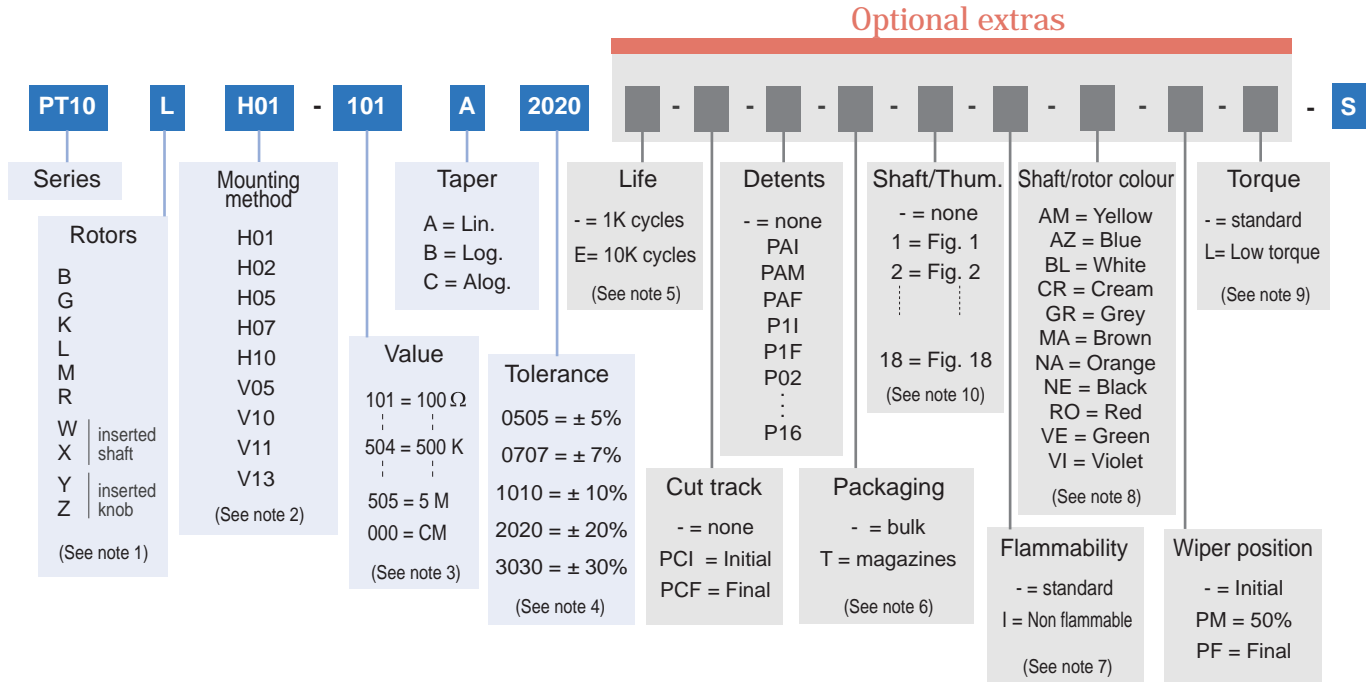 Optional extras
PT10 L H01 - 101 A 2020 - - - - - - - - - S
Series
Rotors
B
G
K
L
M
R
W
X
inserted
shaft
Y
Z
inserted
knob
(See note 1)
Mounting
method
H01
H02
H05
H07
H10
V05
V10
V11
V13
(See note 2)
Value
101 = 100 Ω
504 = 500 K
505 = 5 M
000 = CM
(See note 3)
Taper
A = Lin.
B = Log.
C = Alog.
Tolerance
0505 = ± 5%
0707 = ± 7%
1010 = ± 10%
2020 = ± 20%
3030 = ± 30%
(See note 4)
Life
- = 1K cycles
E= 10K cycles
(See note 5)
Cut track
- = none
PCI = Initial
PCF = Final
Detents
- = none
PAI
PAM
PAF
P1I
P1F
P02
P16
Packaging
- = bulk
T = magazines
(See note 6)
Shaft/Thum.
- = none
1 = Fig. 1
2 = Fig. 2
18 = Fig. 18
(See note 10)
Flammability
- = standard
I = Non flammable
(See note 7)
Shaft/rotor colour
AM = Yellow
AZ = Blue
BL = White
CR = Cream
GR = Grey
MA = Brown
NA = Orange
NE = Black
RO = Red
VE = Green
VI = Violet
(See note 8)
Wiper position
- = Initial
PM = 50%
PF = Final
Torque
- = standard
L= Low torque
(See note 9)